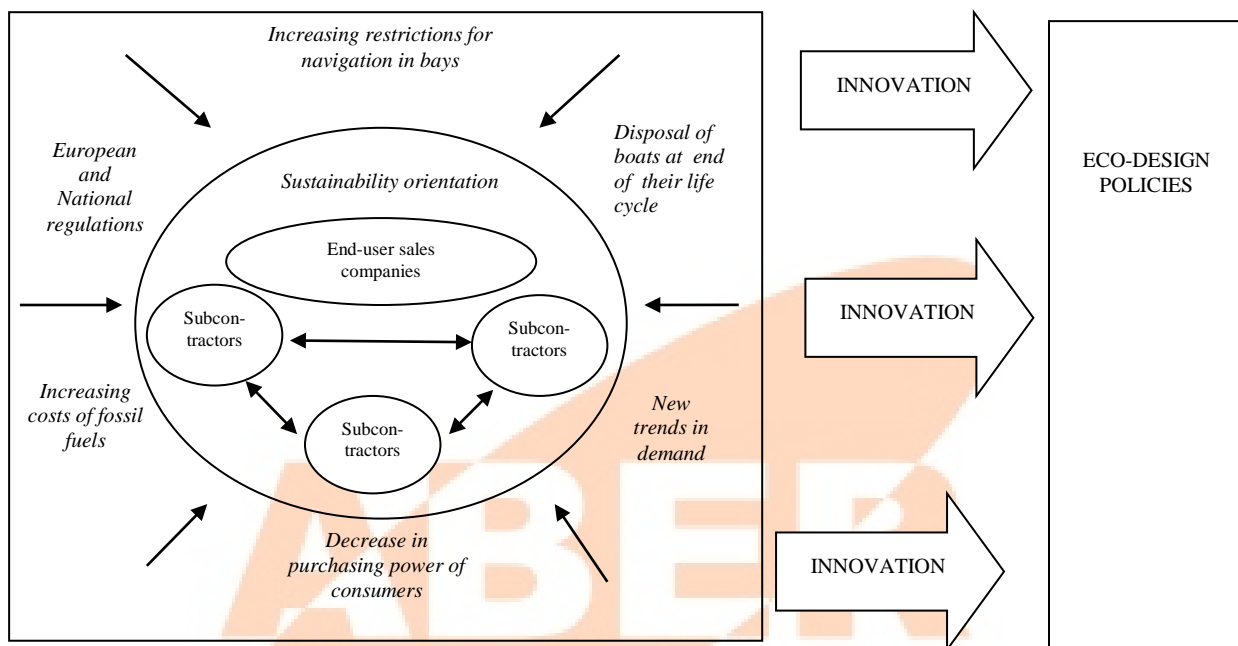 Increasing restrictions for
navigation in bays
INNOVATION
European
and
National
regulations
Disposal of
boats at end
of their life
cycle
ECO-DESIGN
POLICIES
Sustainability orientation
End-user sales
companies
Subcon-
tractors
Subcon-
tractors
INNOVATION
Increasing
costs of fossil
fuels
Subcon-
tractors
New
trends in
demand
Decrease in
purchasing power of
consumers
INNOVATION
ABER